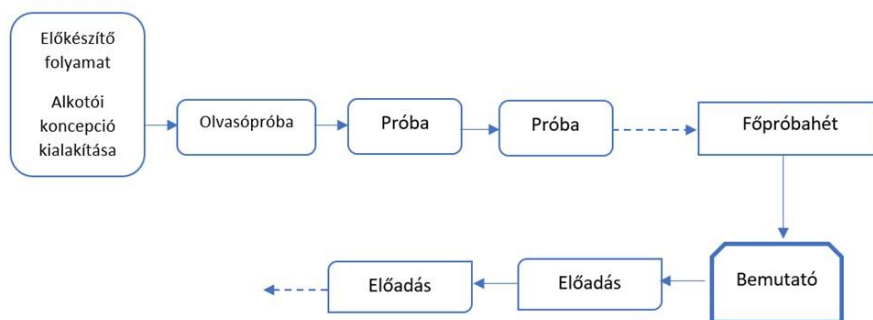 Előkészítő
folyamat
Alkotói
koncepció
kialakítása
Olvasópróba
Próba
Próba
Főpróbahét
Bemutató
Előadás
Előadás